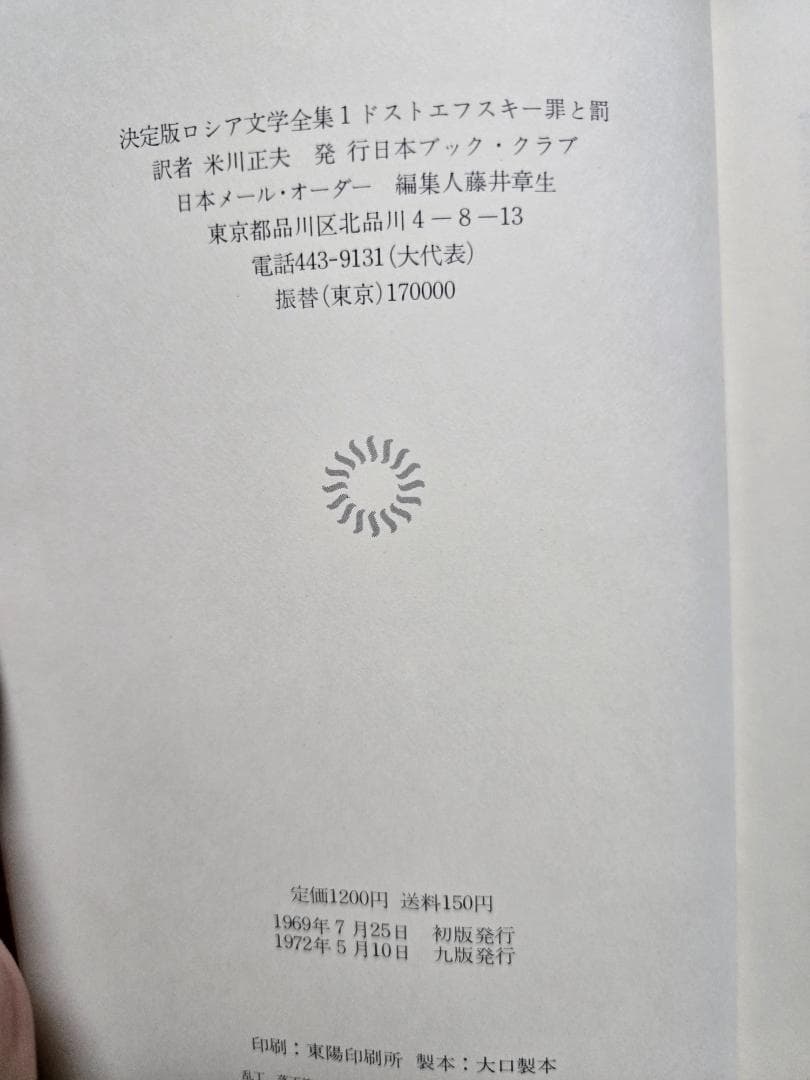 決定版ロシア文学全集1ドストエフスキー罪と罰
訳者 米川正夫 発 行日本ブック・クラブ
日本メール・オーダー 編集人藤井章生
東京都品川区北品川4－8－13
電話443-9131(大代表)
振替(東京)170000
定価1200円 送料150円
1969年7月25日 初版発行
1972年5月10日 九版発行
印刷：東陽印刷所 製本：大口製本